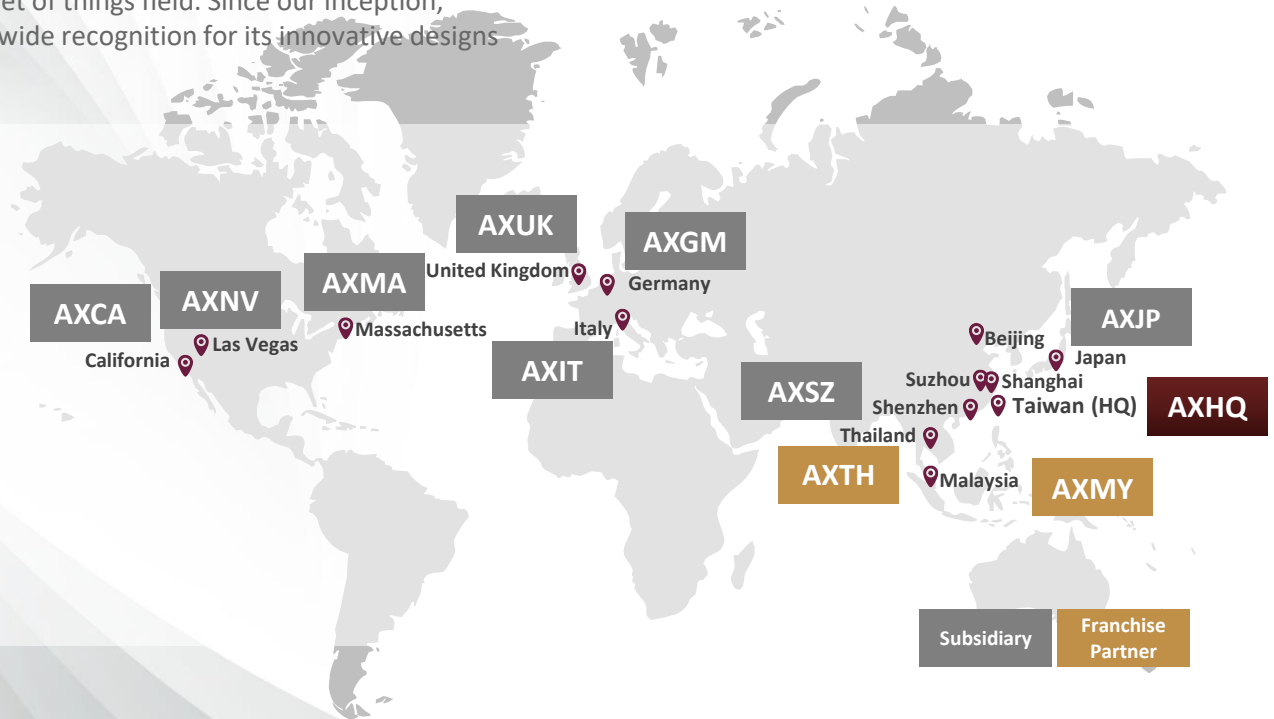 et of things field. Since our inception,
wide recognition for its innovative designs
AXUK
AXGM
United Kingdom
Germany
AXMA
AXNV
AXCA
Massachusetts
Las Vegas
California
Italy
AXIT
AXJP
Beijing
Japan
Suzhou
Shanghai
AXSZ
Shenzhen
Taiwan (HQ)
AXHQ
Thailand
AXTH
Malaysia
AXMY
Subsidiary
Franchise
Partner